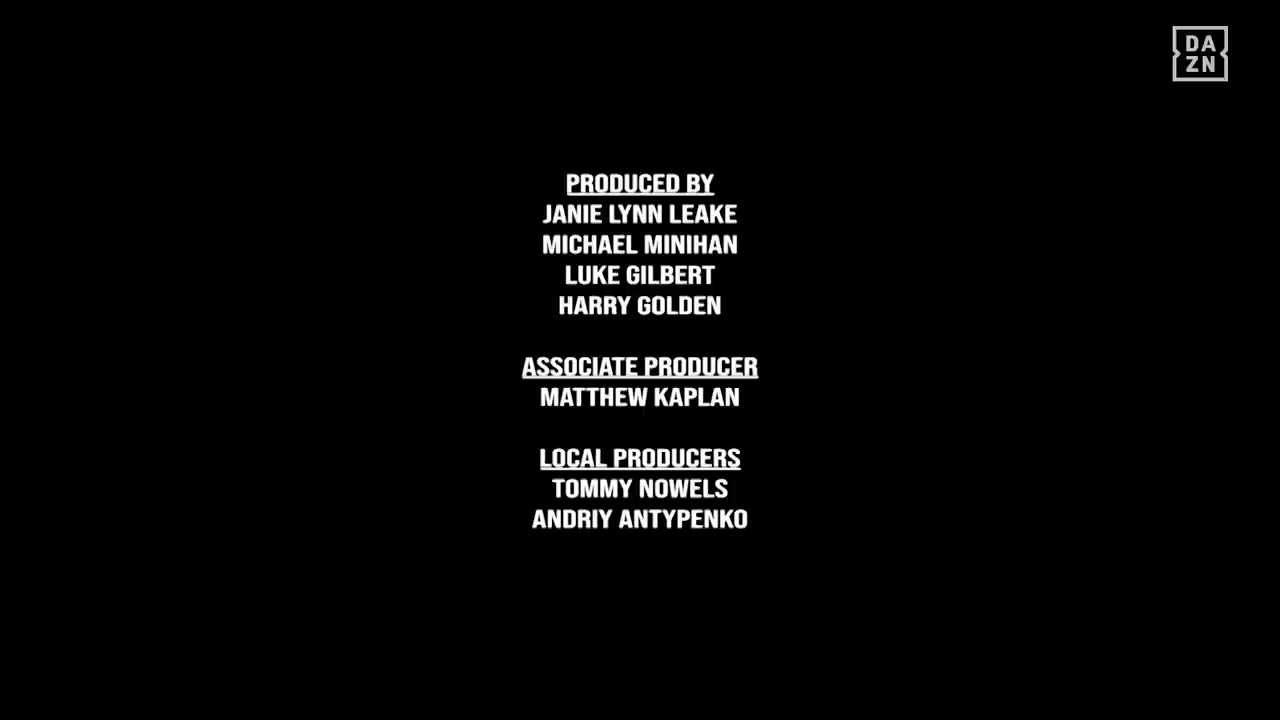 DA
ZN
PRODUCED BY
JANIE LYNN LEAKE
MICHAEL MINIHAN
LUKE GILBERT
HARRY GOLDEN
ASSOCIATE PRODUCER
MATTHEW KAPLAN
LOCAL PRODUCERS
TOMMY NOWELS
ANDRIY ANTYPENKO